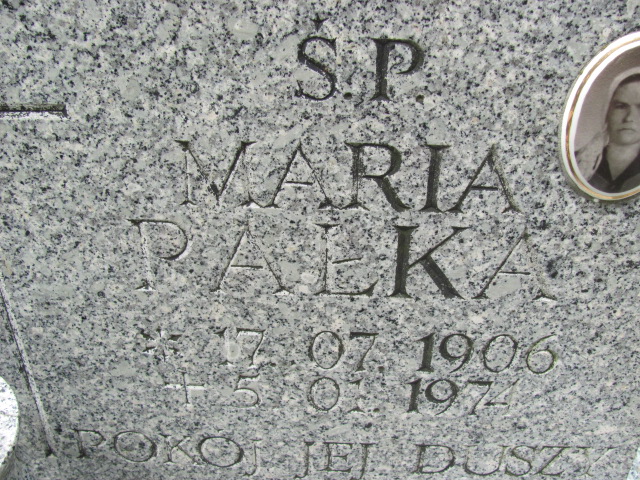 Ś.P.
MARIA
PAŁKA
* 17 07 1906
+ 5 01 1974
POKÓJ JEJ DUSZY